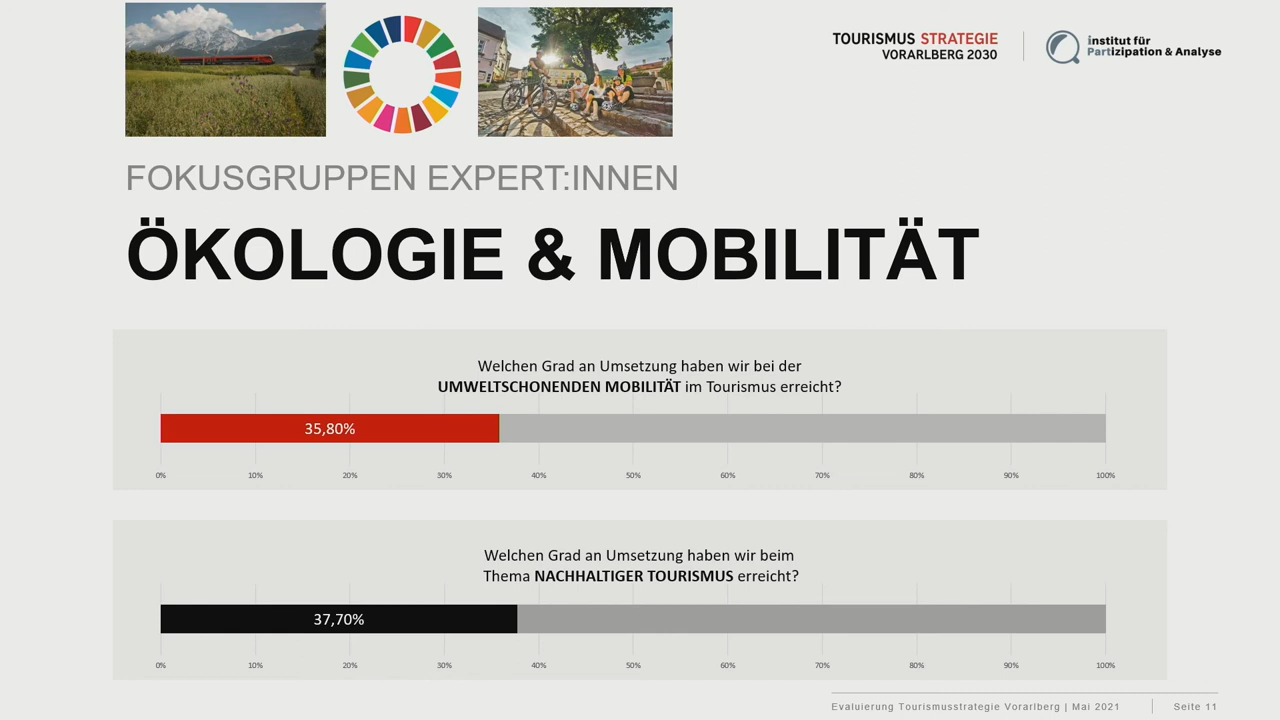 TOURISMUS STRATEGIE
VORARLBERG 2030
institut für
Partizipation & Analyse
FOKUSGRUPPEN EXPERT:INNEN
ÖKOLOGIE & MOBILITÄT
Welchen Grad an Umsetzung haben wir bei der
UMWELTSCHONENDEN MOBILITÄT im Tourismus erreicht?
35,80%
0% 10% 20% 30% 40% 50% 60% 70% 80% 90% 100%
Welchen Grad an Umsetzung haben wir beim
Thema NACHHALTIGER TOURISMUS erreicht?
37,70%
0% 10% 20% 30% 40% 50% 60% 70% 80% 90% 100%
Evaluierung Tourismusstrategie Vorarlberg | Mai 2021 | Seite 11